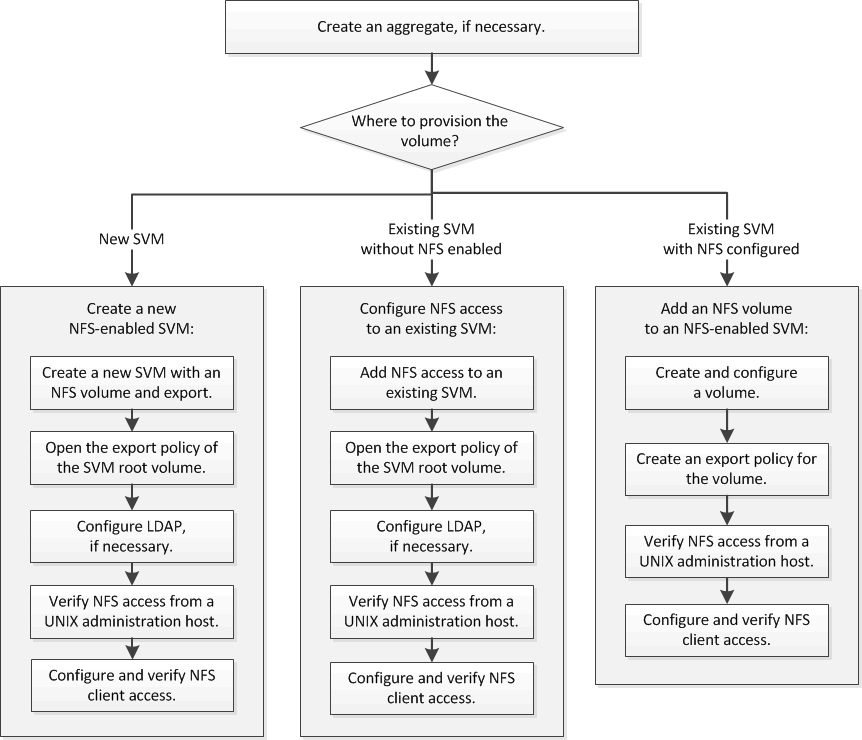 Create an aggregate, if necessary.
Where to provision the
volume?
New SVM
Existing SVM
without NFS enabled
Existing SVM
with NFS configured
Create a new
NFS-enabled SVM:
Create a new SVM with an
NFS volume and export.
Open the export policy of
the SVM root volume.
Configure LDAP,
if necessary.
Verify NFS access from a
UNIX administration host.
Configure and verify NFS
client access.
Configure NFS access
to an existing SVM:
Add NFS access to an
existing SVM.
Open the export policy of
the SVM root volume.
Configure LDAP,
if necessary.
Verify NFS access from a
UNIX administration host.
Configure and verify NFS
client access.
Add an NFS volume
to an NFS-enabled SVM:
Create and configure
a volume.
Create an export policy for
the volume.
Verify NFS access from a
UNIX administration host.
Configure and verify NFS
client access.